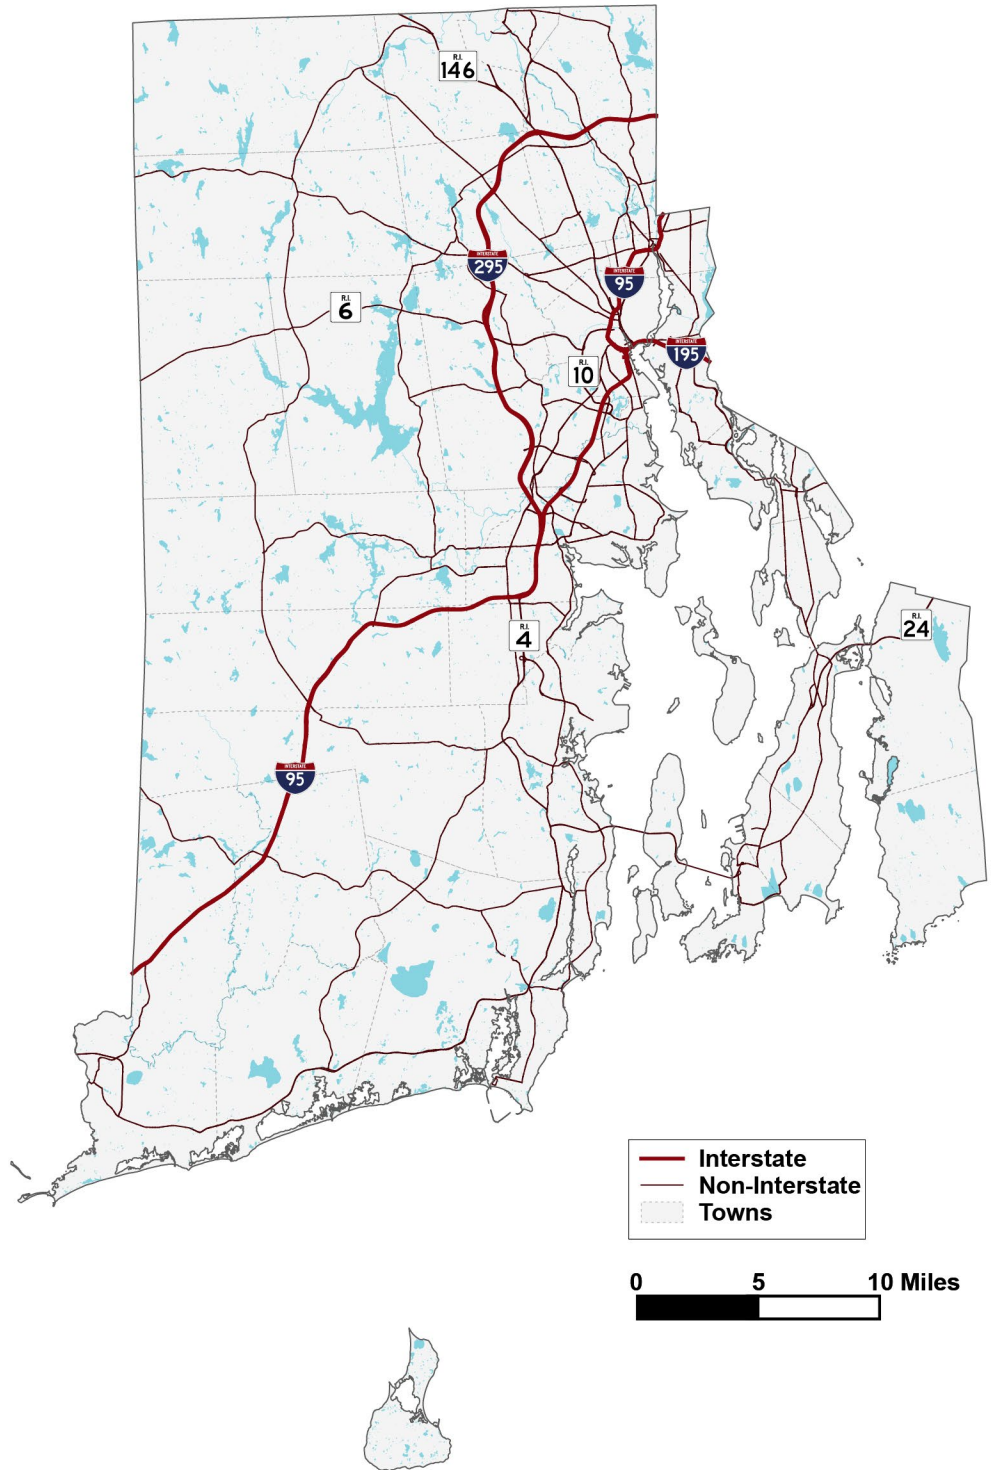 R.I.
146
INTERSTATE
295
INTERSTATE
95
R.I.
6
INTERSTATE
195
R.I.
10
R.I.
24
R.I.
4
INTERSTATE
95
Interstate
Non-Interstate
Towns
0 5 10 Miles